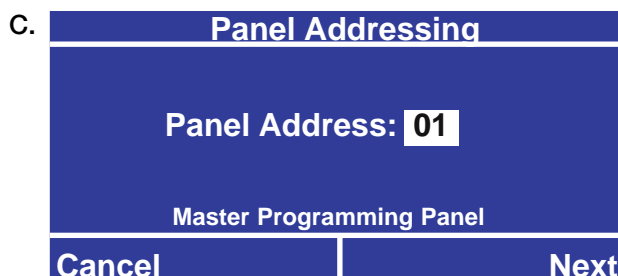 C.
Panel Addressing
Panel Address: 01
Master Programming Panel
Cancel Next